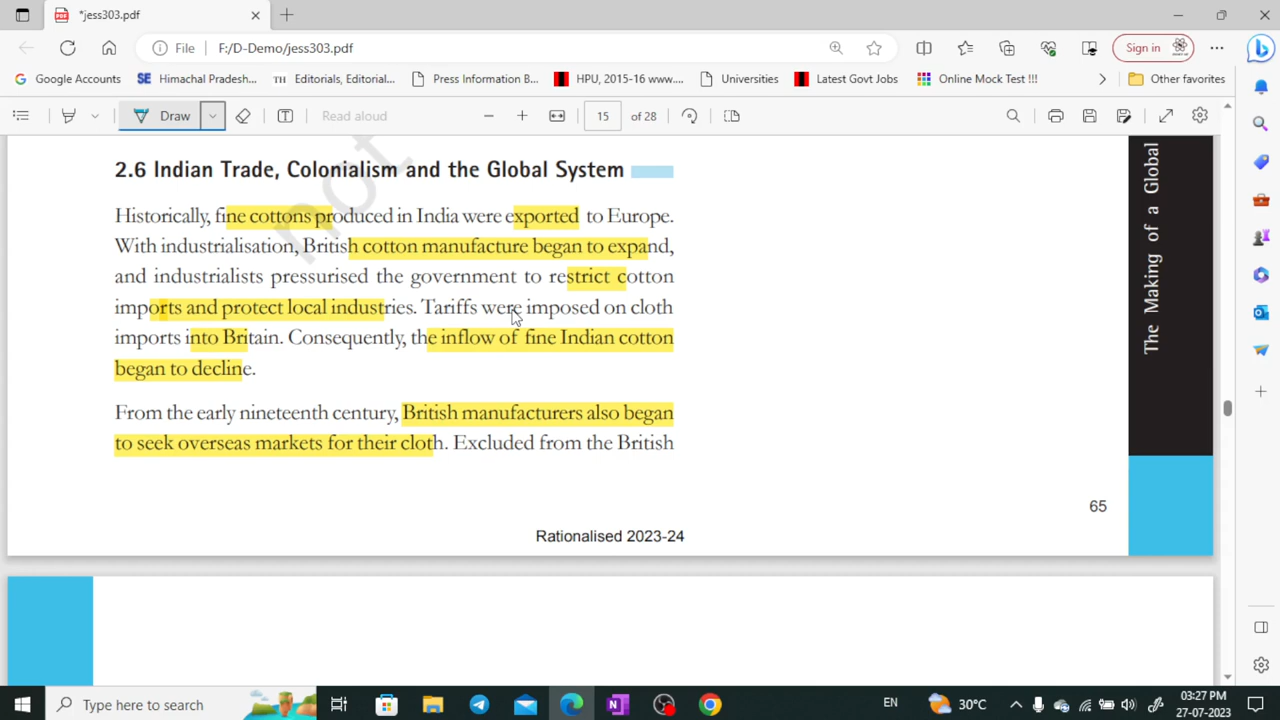 *jess303.pdf
File F:/D-Demo/jess303.pdf Sign in
Google Accounts SE Himachal Pradesh... TH Editorials, Editorial... Press Information B... HPU, 2015-16 www.... Universities Latest Govt Jobs Online Mock Test !!! Other favorites
Draw Read aloud 15 of 28
2.6 Indian Trade, Colonialism and the Global System
Historically, fine cottons produced in India were exported to Europe.
With industrialisation, British cotton manufacture began to expand,
and industrialists pressurised the government to restrict cotton
imports and protect local industries. Tariffs were imposed on cloth
imports into Britain. Consequently, the inflow of fine Indian cotton
began to decline.
From the early nineteenth century, British manufacturers also began
to seek overseas markets for their cloth. Excluded from the British
not
The Making of a Global
65
Rationalised 2023-24
Type here to search EN 30°C 03:27 PM
27-07-2023